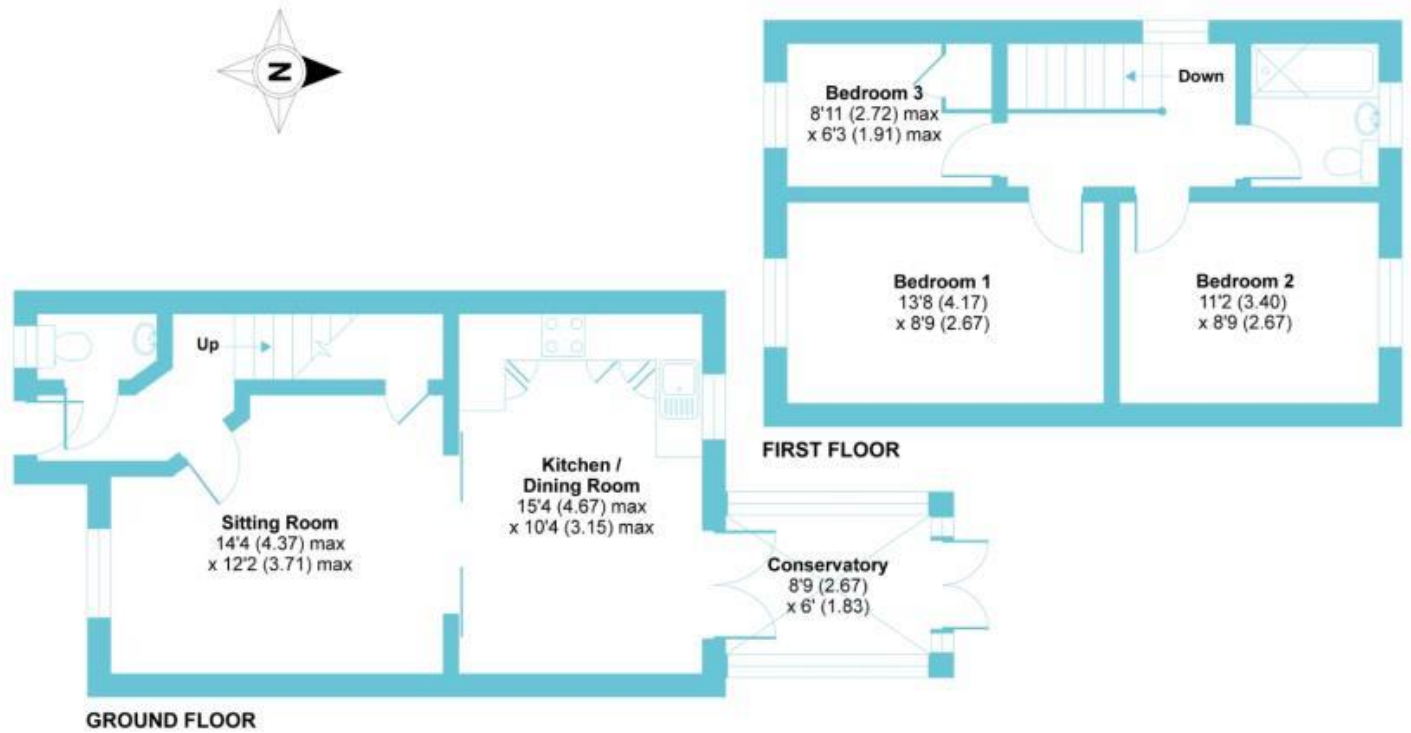 N
Bedroom 3
8'11 (2.72) max
x 6'3 (1.91) max
Down
Bedroom 1
13'8 (4.17)
x 8'9 (2.67)
Bedroom 2
11'2 (3.40)
x 8'9 (2.67)
FIRST FLOOR
Up
Sitting Room
14'4 (4.37) max
x 12'2 (3.71) max
Kitchen /
Dining Room
15'4 (4.67) max
x 10'4 (3.15) max
Conservatory
8'9 (2.67)
x 6' (1.83)
GROUND FLOOR